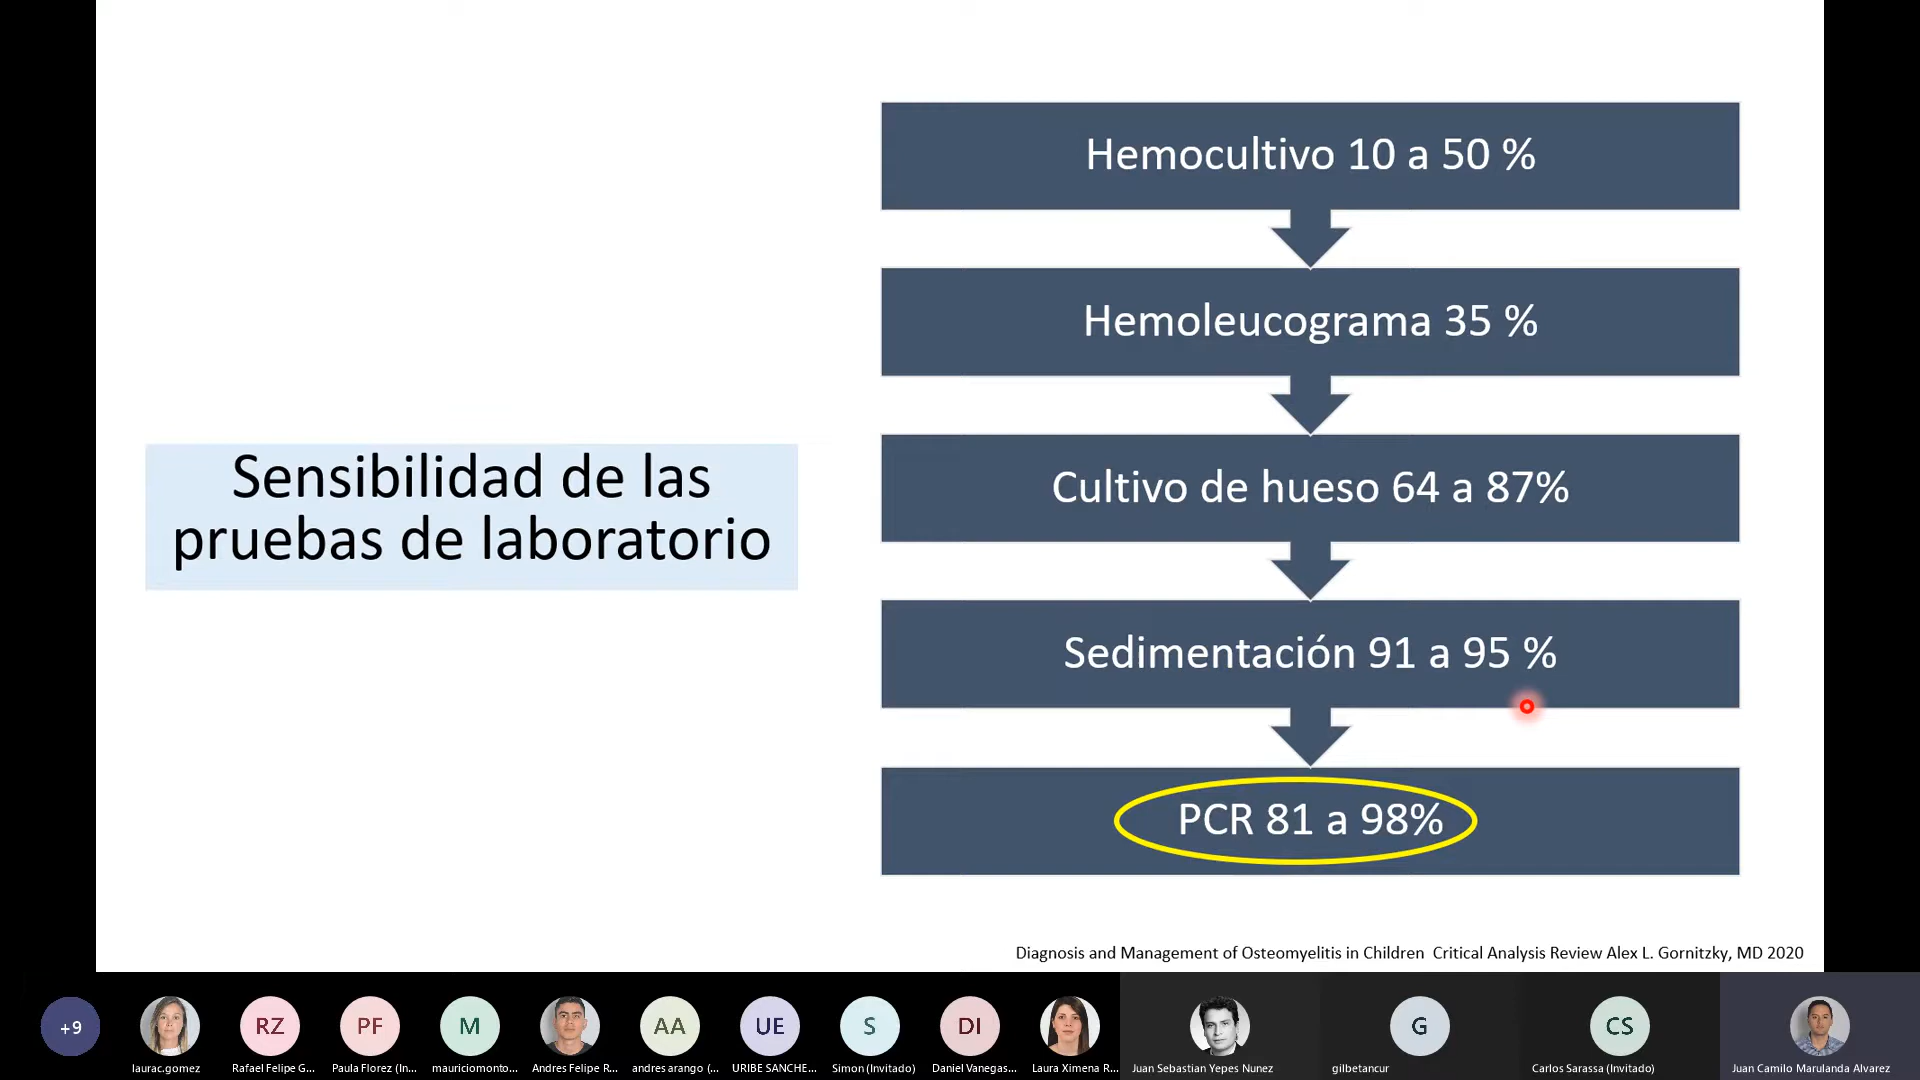 Sensibilidad de las
pruebas de laboratorio
Hemocultivo 10 a 50 %
Hemoleucograma 35 %
Cultivo de hueso 64 a 87%
Sedimentación 91 a 95 %
PCR 81 a 98%
Diagnosis and Management of Osteomyelitis in Children Critical Analysis Review Alex L. Gornitzky, MD 2020
+9
RZ
PF
M
AA
UE
S
DI
G
CS
laurac.gomez
Rafael Felipe G...
Paula Florez (In...
mauriciomonto...
Andres Felipe R...
andres arango (...
URIBE SANCHE...
Simon (Invitado)
Daniel Vanegas...
Laura Ximena R...
Juan Sebastian Yepes Nunez
gilbetancur
Carlos Sarassa (Invitado)
Juan Camilo Marulanda Alvarez